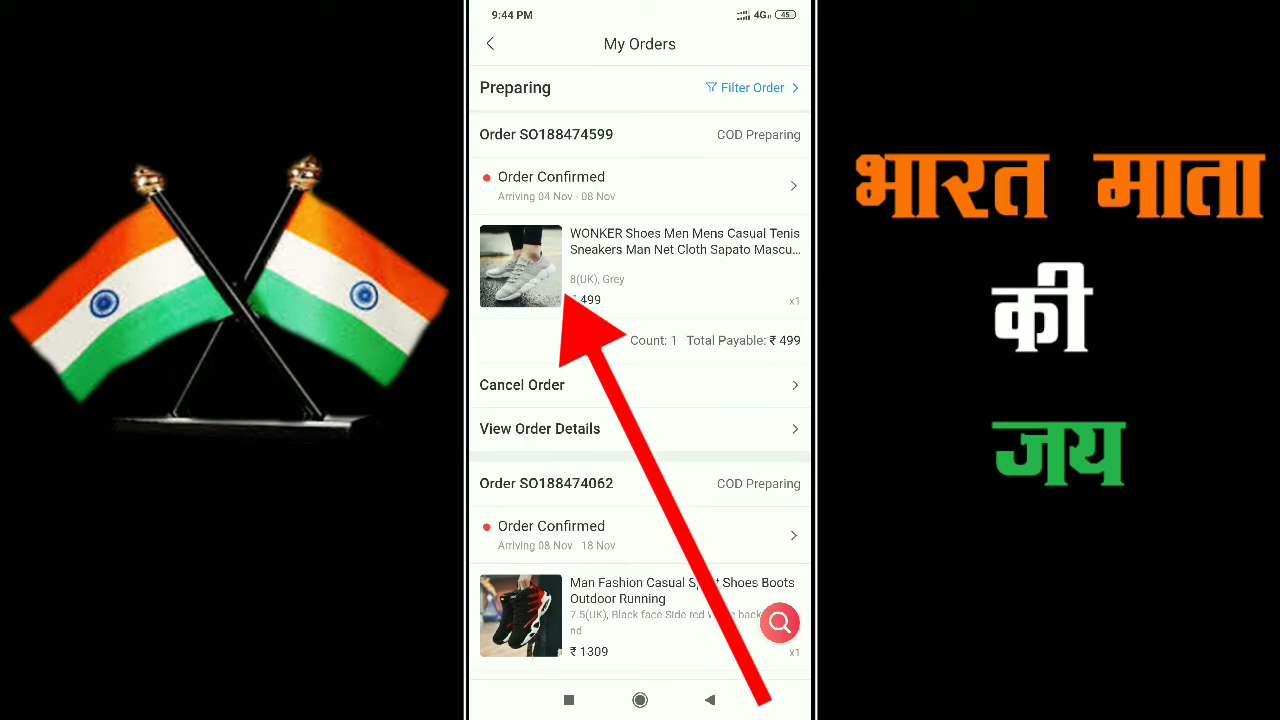 9:44 PM
4G
45
My Orders
Preparing
Filter Order
Order SO188474599
COD Preparing
Order Confirmed
Arriving 04 Nov - 08 Nov
WONKER Shoes Men Mens Casual Tenis
Sneakers Man Net Cloth Sapato Mascu...
8(UK), Grey
499
x1
Count: 1 Total Payable: ₹ 499
Cancel Order
View Order Details
Order SO188474062
COD Preparing
Order Confirmed
Arriving 08 Nov 18 Nov
Man Fashion Casual Shoes Boots
Outdoor Running
7.5(UK), Black face Side red back
nd
₹ 1309
x1
भारत माता
की
जय